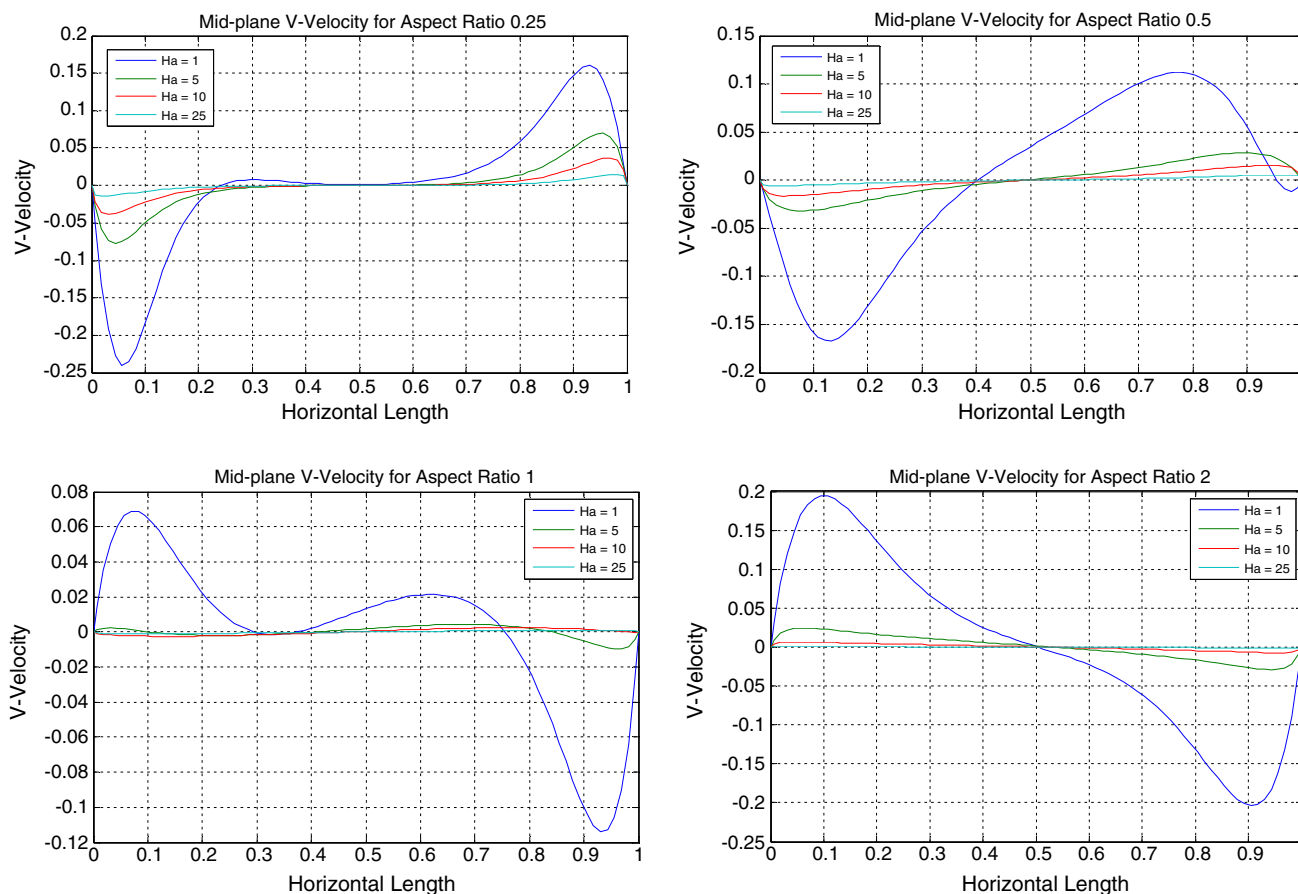 Mid-plane V-Velocity for Aspect Ratio 0.25
0.2
0.15
0.1
0.05
0
-0.05
-0.1
-0.15
-0.2
-0.25
V-Velocity
Ha = 1
Ha = 5
Ha = 10
Ha = 25
0 0.1 0.2 0.3 0.4 0.5 0.6 0.7 0.8 0.9 1
Horizontal Length
Mid-plane V-Velocity for Aspect Ratio 0.5
0.15
0.1
0.05
0
-0.05
-0.1
-0.15
-0.2
V-Velocity
Ha = 1
Ha = 5
Ha = 10
Ha = 25
0 0.1 0.2 0.3 0.4 0.5 0.6 0.7 0.8 0.9
Horizontal Length
Mid-plane V-Velocity for Aspect Ratio 1
0.08
0.06
0.04
0.02
0
-0.02
-0.04
-0.06
-0.08
-0.1
-0.12
V-Velocity
Ha = 1
Ha = 5
Ha = 10
Ha = 25
0 0.1 0.2 0.3 0.4 0.5 0.6 0.7 0.8 0.9 1
Horizontal Length
Mid-plane V-Velocity for Aspect Ratio 2
0.2
0.15
0.1
0.05
0
-0.05
-0.1
-0.15
-0.2
-0.25
V-Velocity
Ha = 1
Ha = 5
Ha = 10
Ha = 25
0 0.1 0.2 0.3 0.4 0.5 0.6 0.7 0.8 0.9
Horizontal Length